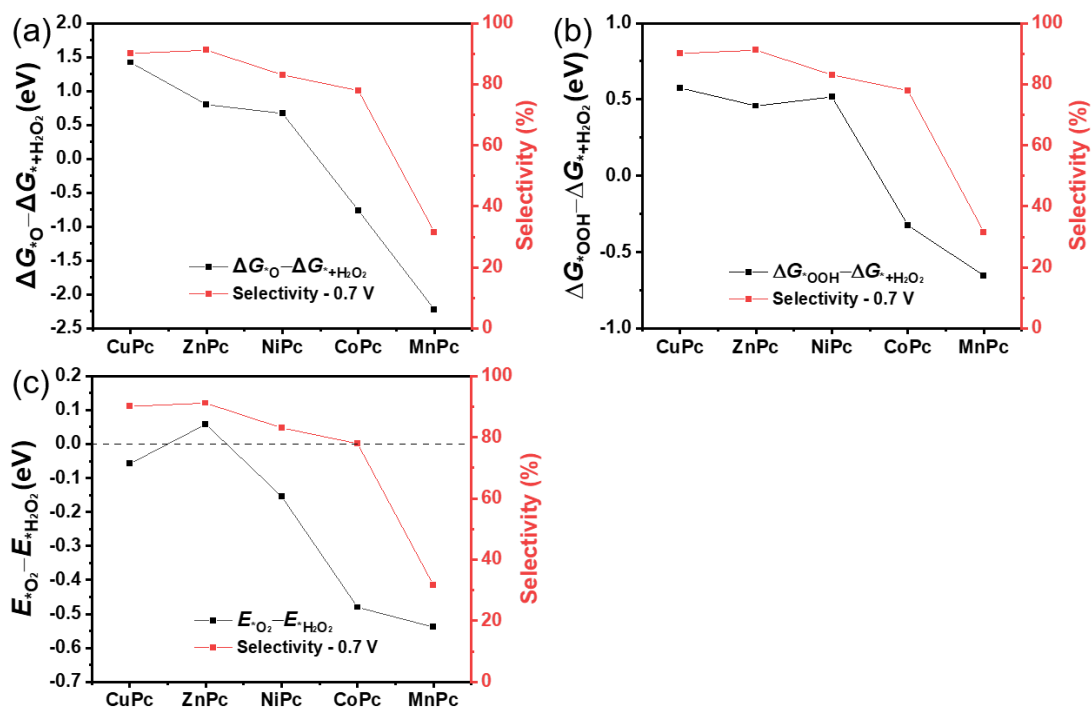 (a)
ΔG*O−ΔG*+H₂O₂ (eV)
2.0
1.5
1.0
0.5
0.0
-0.5
-1.0
-1.5
-2.0
-2.5
ΔG*O−ΔG*+H₂O₂
Selectivity - 0.7 V
CuPc ZnPc NiPc CoPc MnPc
100
80
60
40
20
0
Selectivity (%)
(b)
ΔG*OOH−ΔG*+H₂O₂ (eV)
1.0
0.5
0.0
-0.5
-1.0
ΔG*OOH−ΔG*+H₂O₂
Selectivity - 0.7 V
CuPc ZnPc NiPc CoPc MnPc
100
80
60
40
20
0
Selectivity (%)
(c)
E*O₂−E*H₂O₂ (eV)
0.2
0.1
0.0
-0.1
-0.2
-0.3
-0.4
-0.5
-0.6
-0.7
E*O₂−E*H₂O₂
Selectivity - 0.7 V
CuPc ZnPc NiPc CoPc MnPc
100
80
60
40
20
0
Selectivity (%)